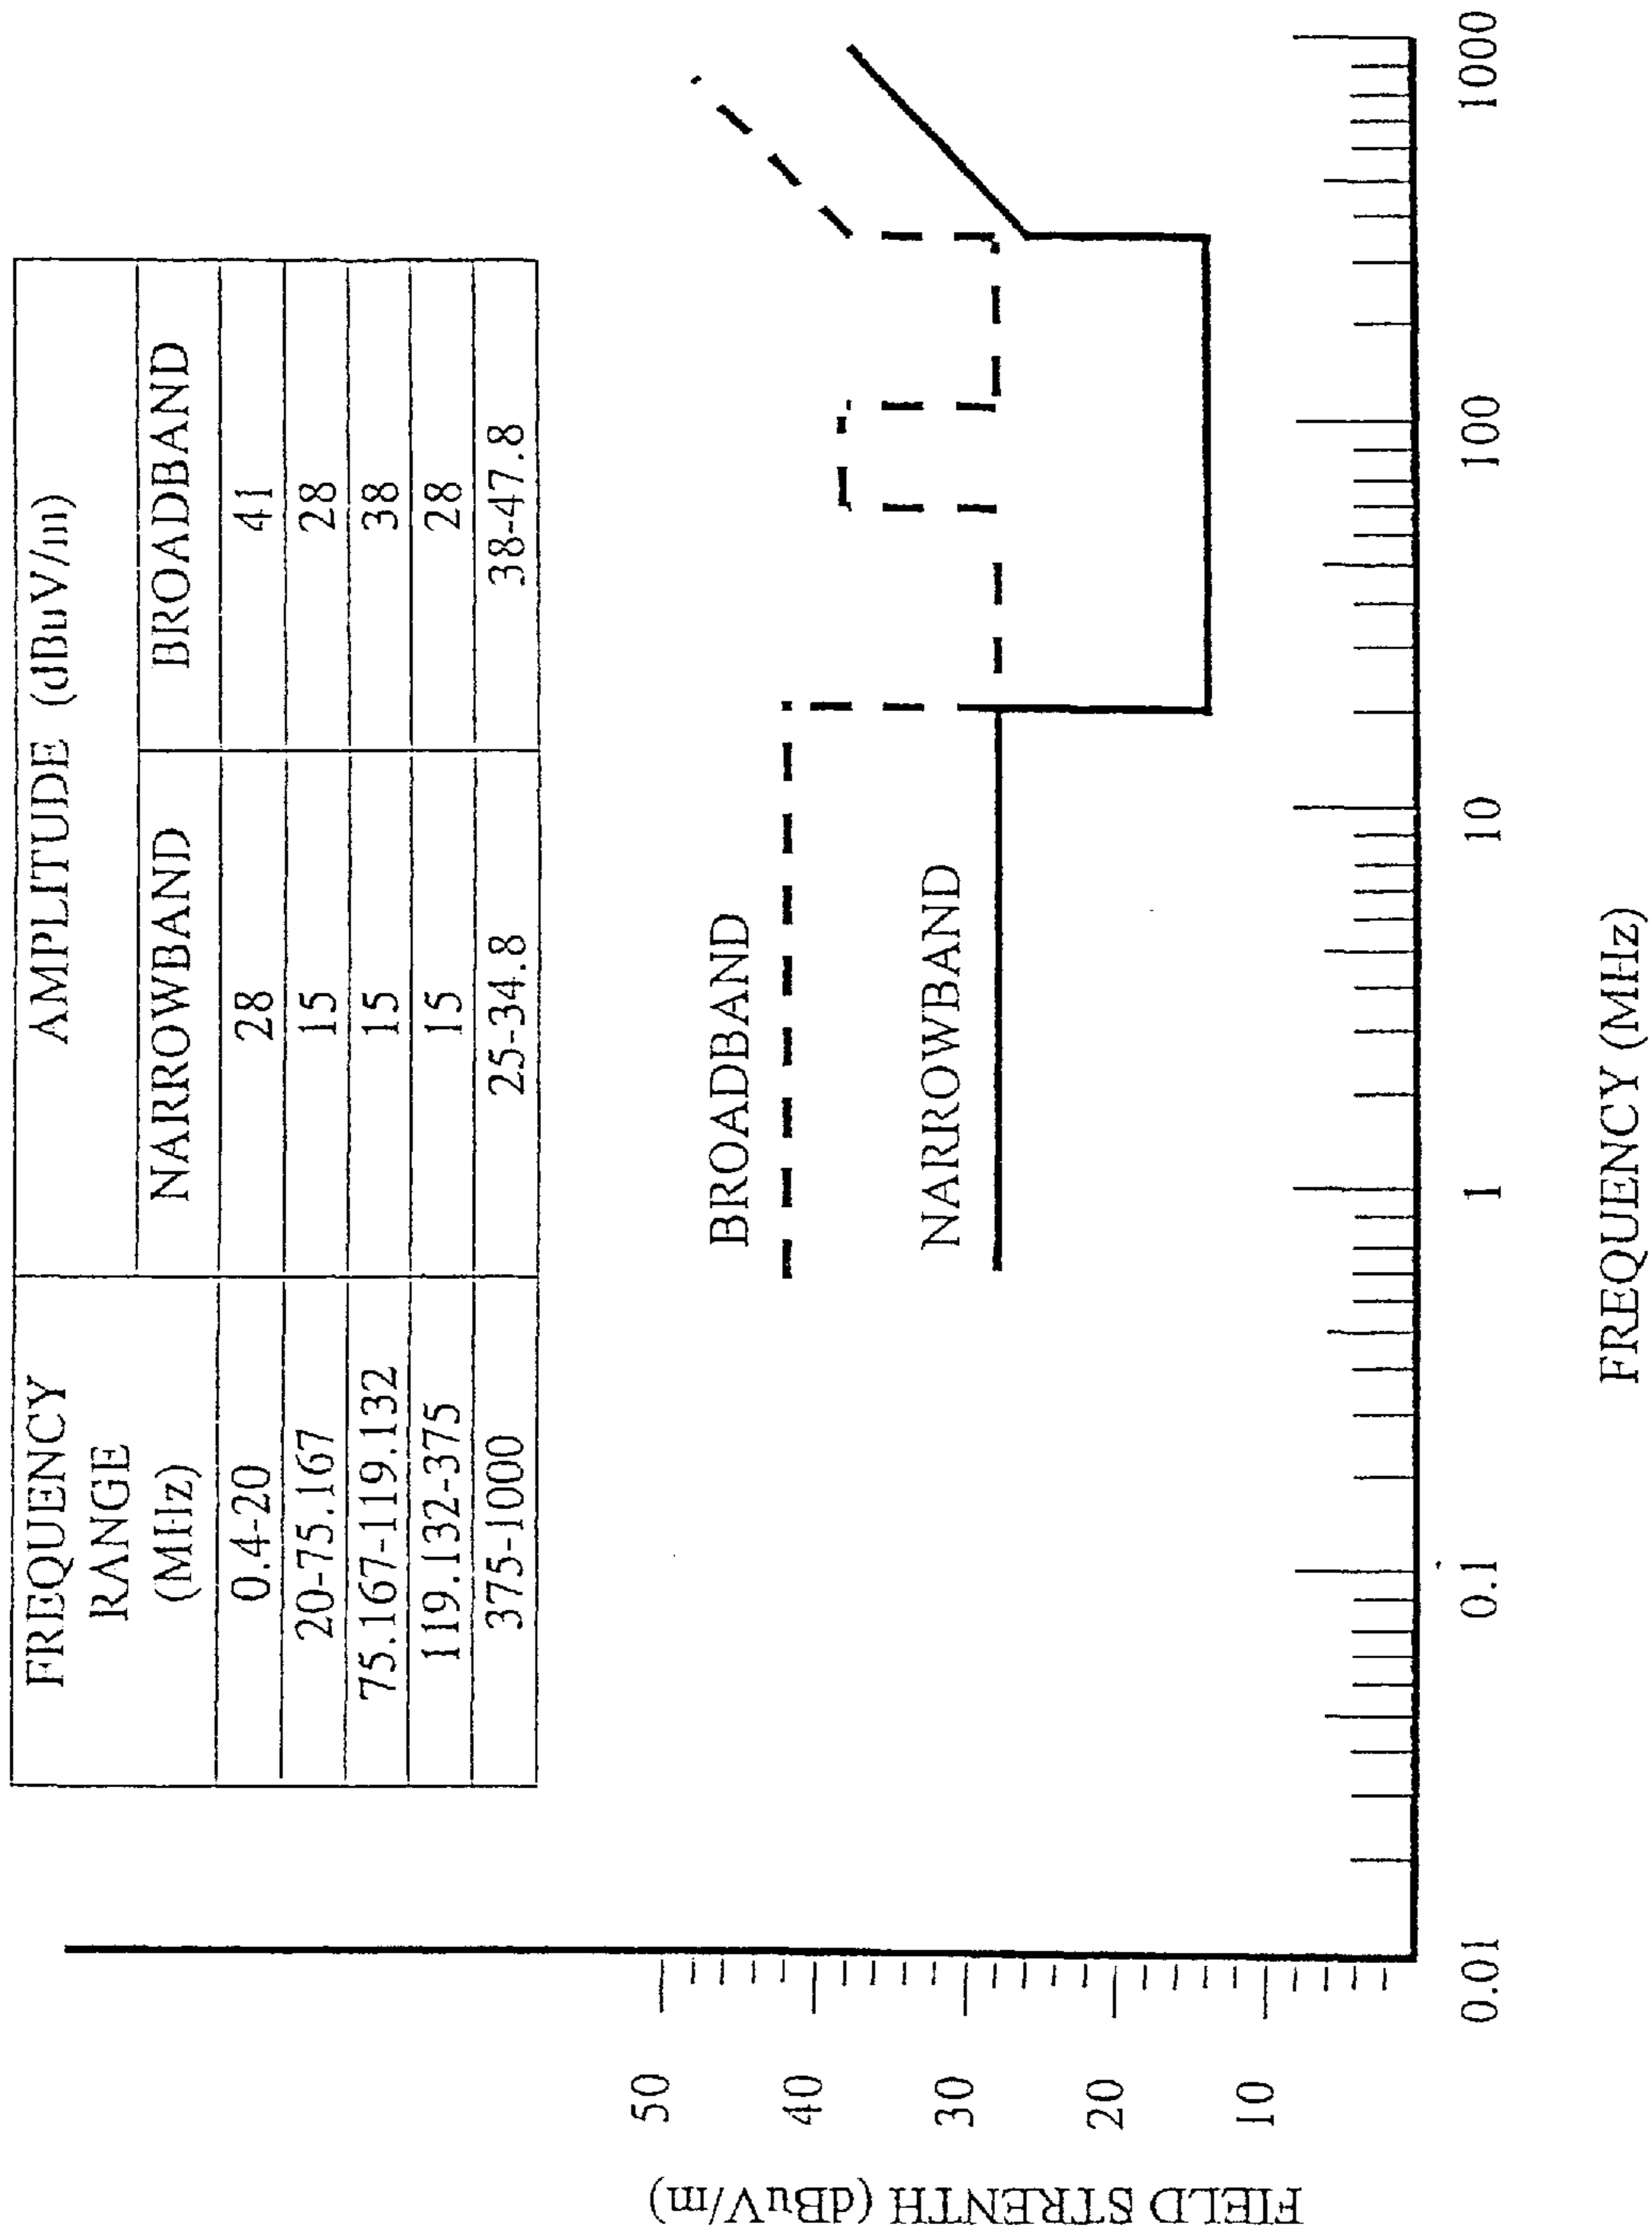 FREQUENCY RANGE (MHz) AMPLITUDE (dBuV/m)
NARROWBAND BROADBAND
0.4-20 28 41
20-75.167 15 28
75.167-119.132 15 38
119.132-375 15 28
375-1000 25-34.8 38-47.8
BROADBAND
NARROWBAND
FIELD STRENGTH (dBuV/m)
50
40
30
20
10
0.01 0.1 1 10 100 1000
FREQUENCY (MHz)